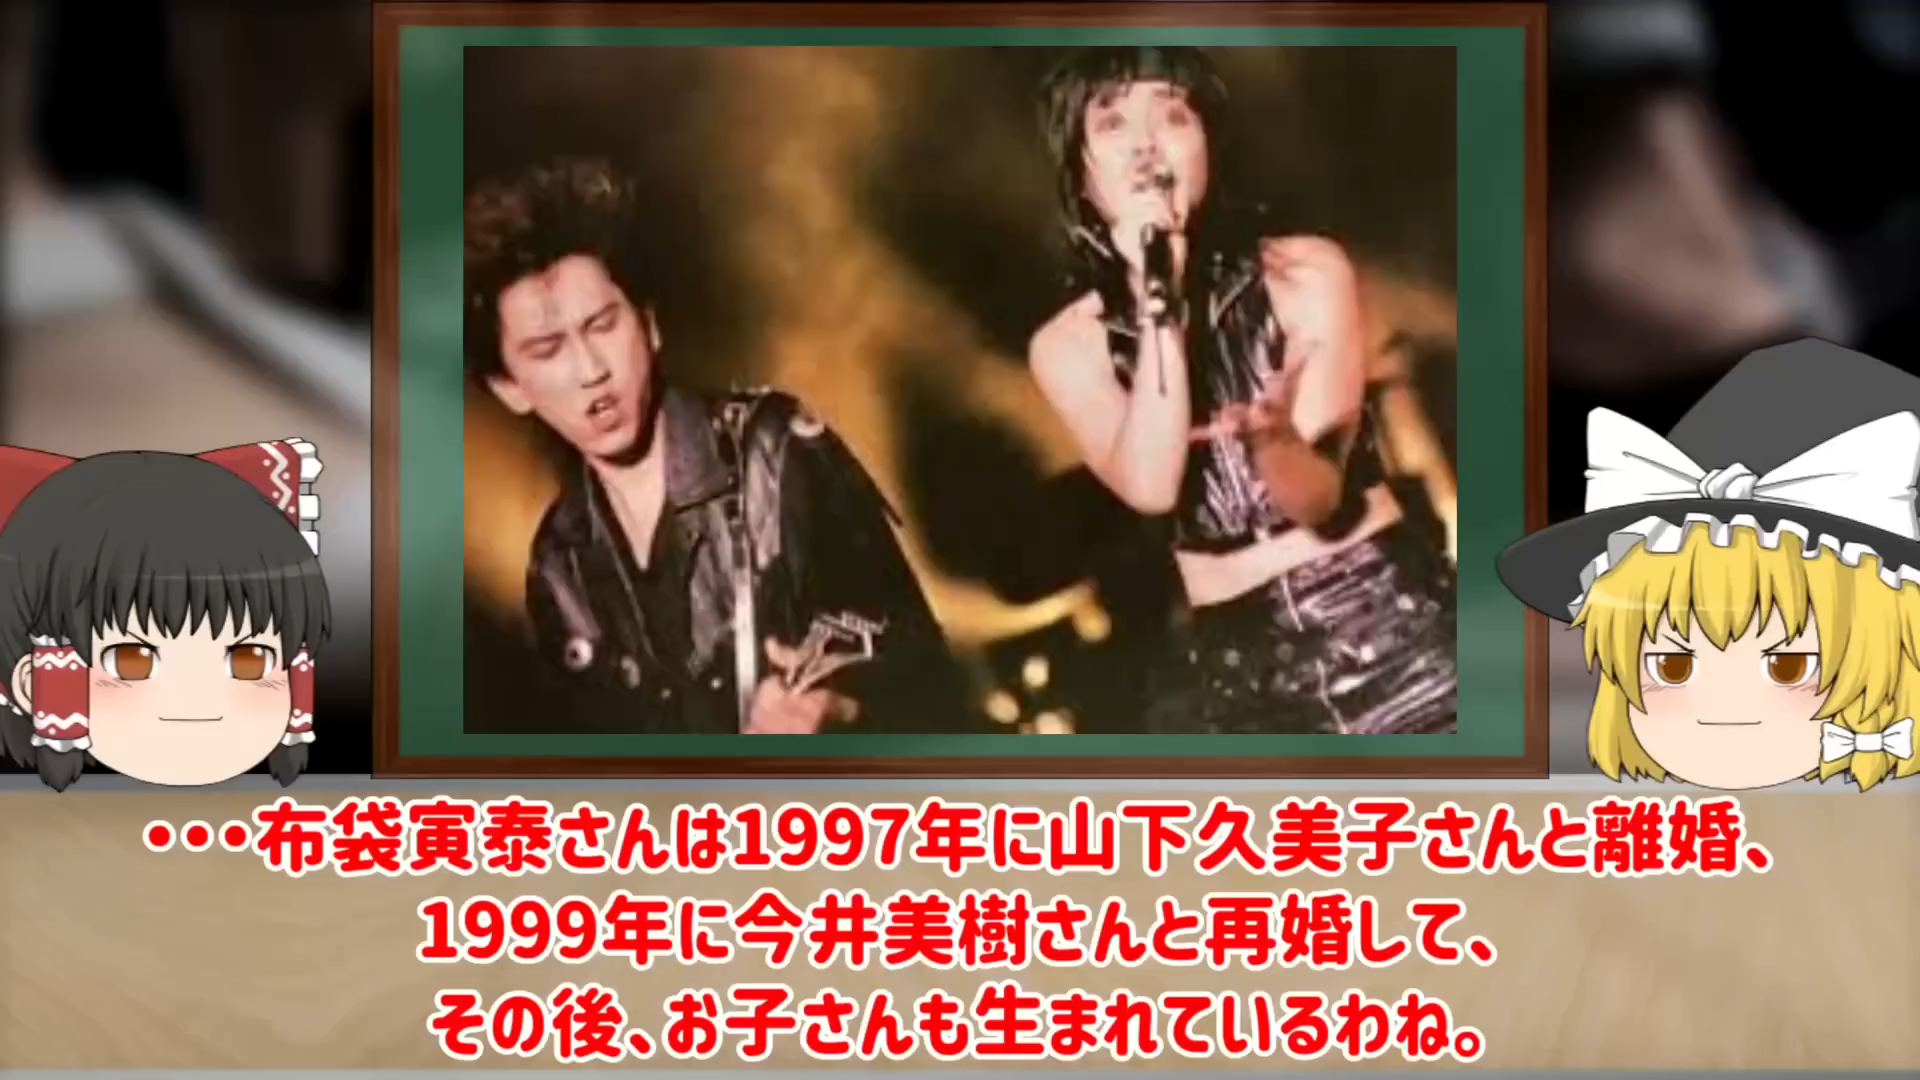 ・・・布袋寅泰さんは1997年に山下久美子さんと離婚、
1999年に今井美樹さんと再婚して、
その後、お子さんも生まれているわね。